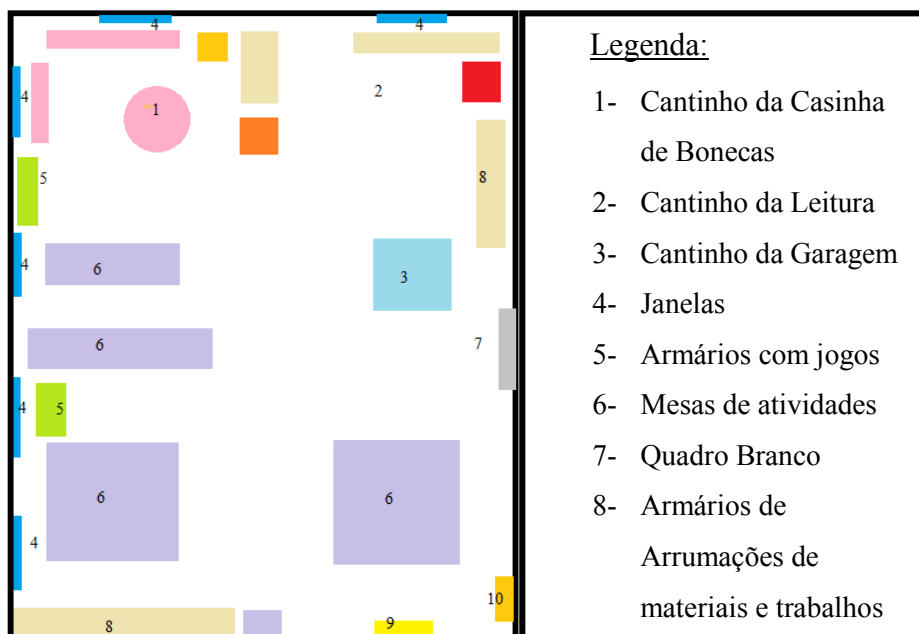 4
4
1
2
4
5
8
4
6
3
6
7
4
5
6
6
4
10
9
8
Legenda:
1- Cantinho da Casinha
de Bonecas
2- Cantinho da Leitura
3- Cantinho da Garagem
4- Janelas
5- Armários com jogos
6- Mesas de atividades
7- Quadro Branco
8- Armários de
Arrumações de
materiais e trabalhos